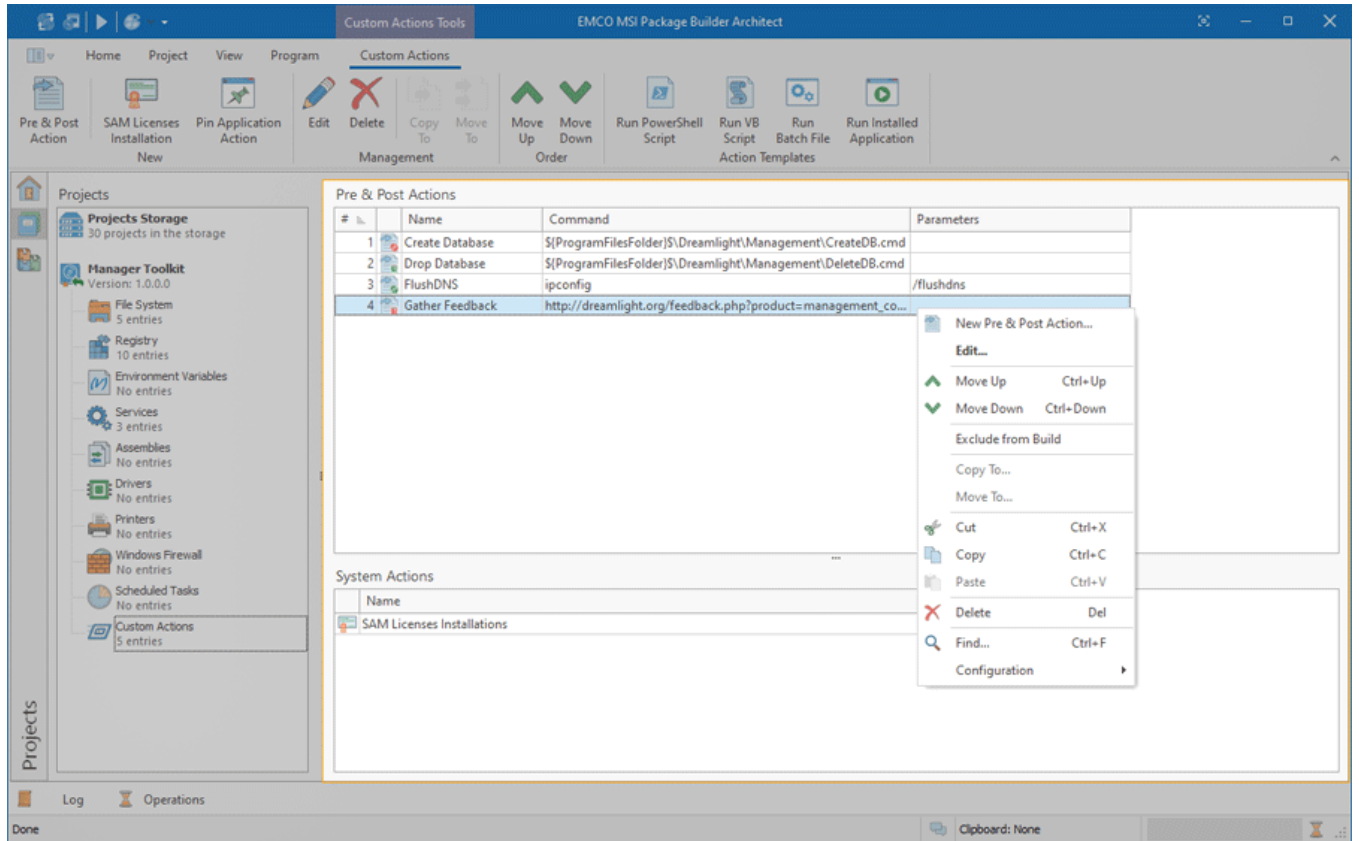 Custom Actions Tools
EMCO MSI Package Builder Architect
Home Project View Program Custom Actions
Pre & Post
Action
SAM Licenses
Installation
Pin Application
Action
New
Edit
Delete
Copy
To
Move
To
Management
Move
Up
Move
Down
Order
Run PowerShell
Script
Run VB
Script
Run
Batch File
Run Installed
Application
Action Templates
Projects
Projects
Projects Storage
30 projects in the storage
Manager Toolkit
Version: 1.0.0.0
File System
5 entries
Registry
10 entries
Environment Variables
No entries
Services
3 entries
Assemblies
No entries
Drivers
No entries
Printers
No entries
Windows Firewall
No entries
Scheduled Tasks
No entries
Custom Actions
5 entries
Pre & Post Actions
# Name Command Parameters
1 Create Database $(ProgramFilesFolder)$\Dreamlight\Management\CreateDB.cmd
2 Drop Database $(ProgramFilesFolder)$\Dreamlight\Management\DeleteDB.cmd
3 FlushDNS ipconfig /flushdns
4 Gather Feedback http://dreamlight.org/feedback.php?product=management_co...
New Pre & Post Action...
Edit...
Move Up Ctrl+Up
Move Down Ctrl+Down
Exclude from Build
Copy To...
Move To...
Cut Ctrl+X
Copy Ctrl+C
Paste Ctrl+V
Delete Del
Find... Ctrl+F
Configuration
System Actions
Name
SAM Licenses Installations
Log Operations
Done
Clipboard: None